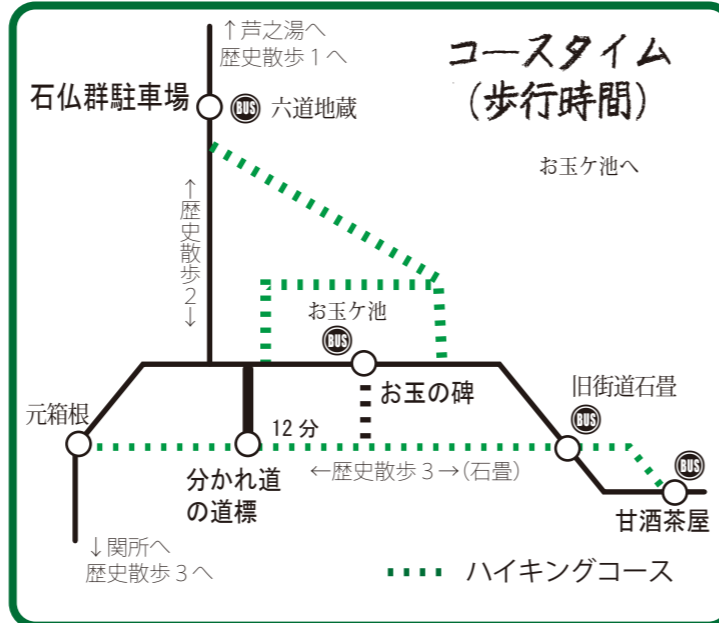 ↑芦之湯へ
歴史散歩1へ
コースタイム
(歩行時間)
石仏群駐車場
BUS
六道地蔵
お玉ケ池へ
↑歴史散歩2↓
お玉ケ池
BUS
お玉の碑
旧街道石畳
BUS
元箱根
12分
分かれ道
の道標
←歴史散歩3→(石畳)
BUS
甘酒茶屋
↓関所へ
歴史散歩3へ
ハイキングコース